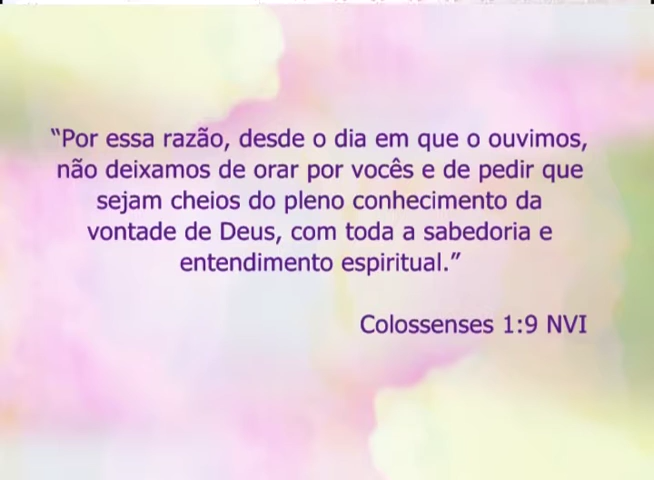 “Por essa razão, desde o dia em que o ouvimos,
não deixamos de orar por vocês e de pedir que
sejam cheios do pleno conhecimento da
vontade de Deus, com toda a sabedoria e
entendimento espiritual.”
Colossenses 1:9 NVI